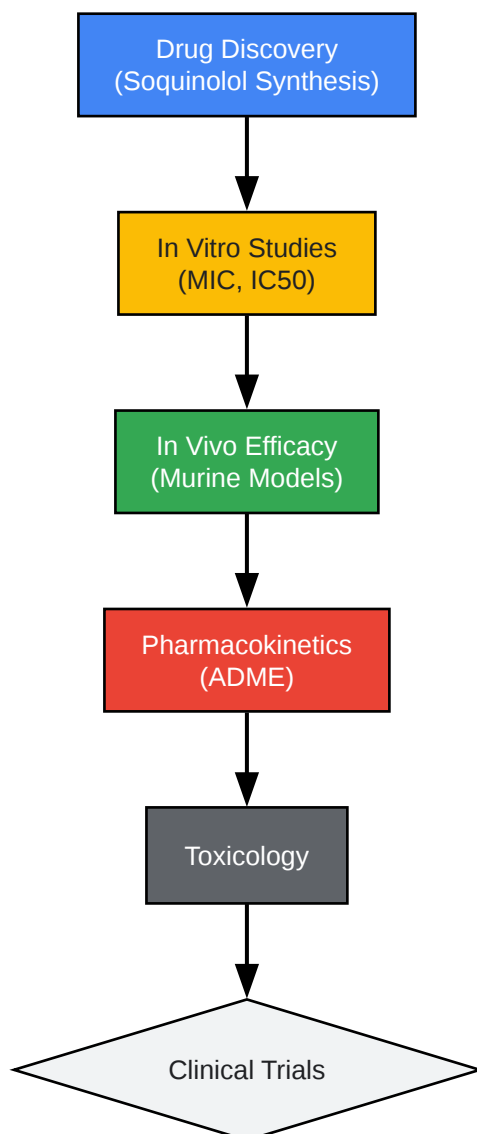 Drug Discovery
(Soquinolol Synthesis)
In Vitro Studies
(MIC, IC50)
In Vivo Efficacy
(Murine Models)
Pharmacokinetics
(ADME)
Toxicology
Clinical Trials